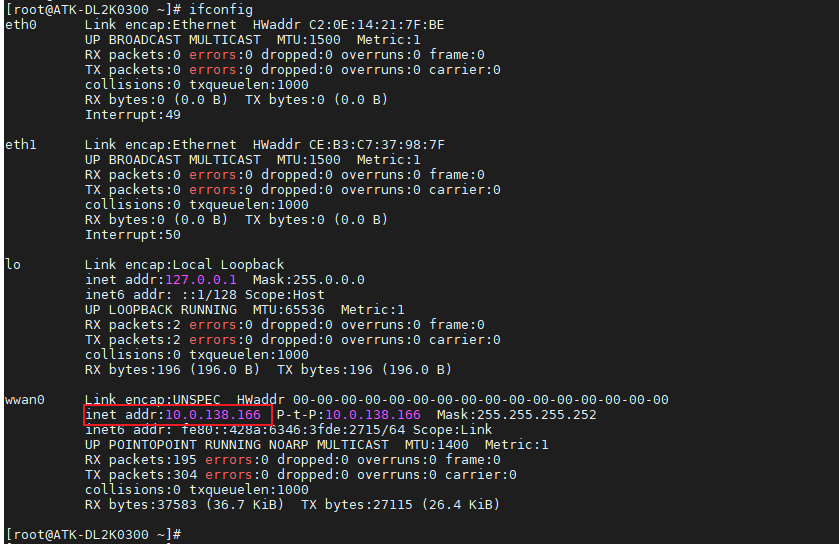 [root@ATK-DL2K0300 ~]# ifconfig
eth0      Link encap:Ethernet  HWaddr C2:0E:14:21:7F:BE
          UP BROADCAST MULTICAST  MTU:1500  Metric:1
          RX packets:0 errors:0 dropped:0 overruns:0 frame:0
          TX packets:0 errors:0 dropped:0 overruns:0 carrier:0
          collisions:0 txqueuelen:1000
          RX bytes:0 (0.0 B)  TX bytes:0 (0.0 B)
          Interrupt:49

eth1      Link encap:Ethernet  HWaddr CE:B3:C7:37:98:7F
          UP BROADCAST MULTICAST  MTU:1500  Metric:1
          RX packets:0 errors:0 dropped:0 overruns:0 frame:0
          TX packets:0 errors:0 dropped:0 overruns:0 carrier:0
          collisions:0 txqueuelen:1000
          RX bytes:0 (0.0 B)  TX bytes:0 (0.0 B)
          Interrupt:50

lo        Link encap:Local Loopback
          inet addr:127.0.0.1  Mask:255.0.0.0
          inet6 addr: ::1/128 Scope:Host
          UP LOOPBACK RUNNING  MTU:65536  Metric:1
          RX packets:2 errors:0 dropped:0 overruns:0 frame:0
          TX packets:2 errors:0 dropped:0 overruns:0 carrier:0
          collisions:0 txqueuelen:1000
          RX bytes:196 (196.0 B)  TX bytes:196 (196.0 B)

wwan0     Link encap:UNSPEC  HWaddr 00-00-00-00-00-00-00-00-00-00-00-00-00-00-00-00
          inet addr:10.0.138.166  P-t-P:10.0.138.166  Mask:255.255.255.252
          inet6 addr: fe80::428a:6346:3fde:2715/64 Scope:Link
          UP POINTOPOINT RUNNING NOARP MULTICAST  MTU:1400  Metric:1
          RX packets:195 errors:0 dropped:0 overruns:0 frame:0
          TX packets:304 errors:0 dropped:0 overruns:0 carrier:0
          collisions:0 txqueuelen:1000
          RX bytes:37583 (36.7 KiB)  TX bytes:27115 (26.4 KiB)

[root@ATK-DL2K0300 ~]#